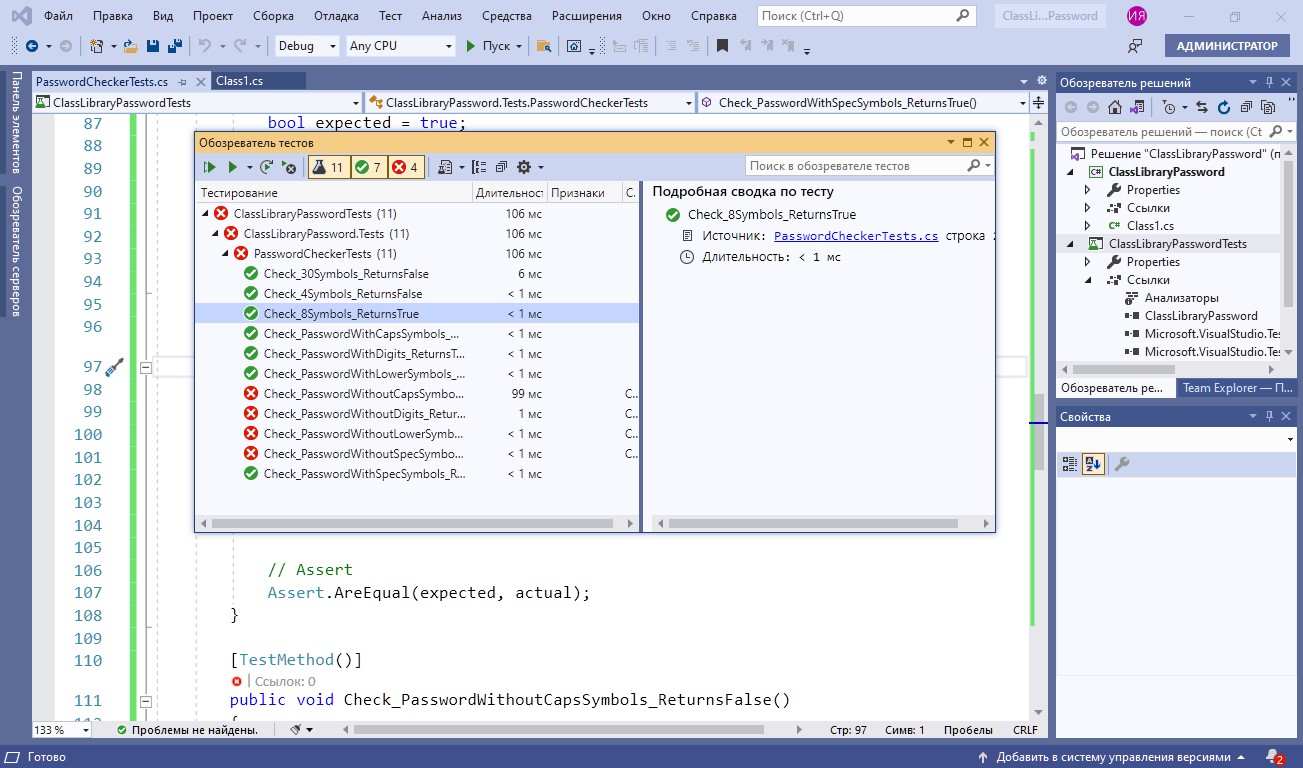 Файл Правка Вид Проект Сборка Отладка Тест Анализ Средства Расширения Окно Справка Поиск (Ctrl+Q) ClassLi...Password ИЯ
Debug Any CPU Пуск АДМИНИСТРАТОР
Панель элементов
Обозреватель серверов
PasswordCheckerTests.cs Class1.cs
ClassLibraryPasswordTests ClassLibraryPassword.Tests.PasswordCheckerTests Check_PasswordWithSpecSymbols_ReturnsTrue()
87 bool expected = true;
88
89
90
91
92
93
94
95
96
97
98
99
100
101
102
103
104
105
106 // Assert
107 Assert.AreEqual(expected, actual);
108 }
109
110 [TestMethod()]
Ссылок: 0
111 public void Check_PasswordWithoutCapsSymbols_ReturnsFalse()
112 {
Обозреватель тестов
11 7 4 Поиск в обозревателе тестов
Тестирование Длительност Признаки С.
ClassLibraryPasswordTests (11) 106 мс
ClassLibraryPassword.Tests (11) 106 мс
PasswordCheckerTests (11) 106 мс
Check_30Symbols_ReturnsFalse 6 мс
Check_4Symbols_ReturnsFalse < 1 мс
Check_8Symbols_ReturnsTrue < 1 мс
Check_PasswordWithCapsSymbols_... < 1 мс
Check_PasswordWithDigits_ReturnsT... < 1 мс
Check_PasswordWithLowerSymbols_... < 1 мс
Check_PasswordWithoutCapsSymbo... 99 мс С..
Check_PasswordWithoutDigits_Retur... 1 мс С..
Check_PasswordWithoutLowerSymb... < 1 мс С..
Check_PasswordWithoutSpecSymbo... < 1 мс С..
Check_PasswordWithSpecSymbols_R... < 1 мс
Подробная сводка по тесту
Check_8Symbols_ReturnsTrue
Источник: PasswordCheckerTests.cs строка
Длительность: < 1 мс
Обозреватель решений
Обозреватель решений — поиск (Ct
Решение "ClassLibraryPassword" (п
ClassLibraryPassword
Properties
Ссылки
Class1.cs
ClassLibraryPasswordTests
Properties
Ссылки
Анализаторы
ClassLibraryPassword
Microsoft.VisualStudio.Tes
Microsoft.VisualStudio.Tes
Обозреватель ре... Team Explorer — П...
Свойства
133 % Проблемы не найдены. Стр: 97 Симв: 1 Пробелы CRLF
Готово Добавить в систему управления версиями 2